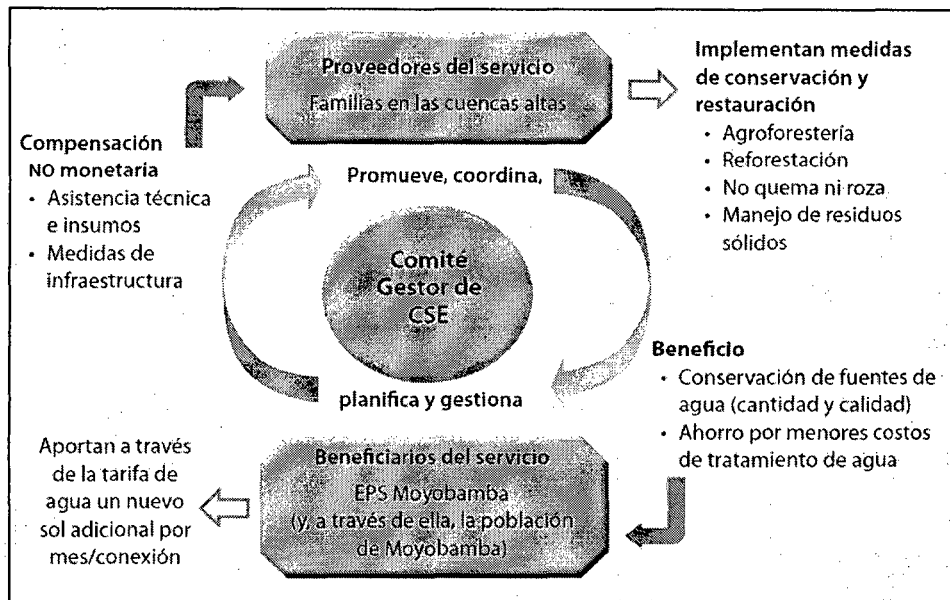 Proveedores del servicio
Familias en las cuencas altas
Implementan medidas
de conservación y
restauración
• Agroforestería
• Reforestación
• No quema ni roza
• Manejo de residuos
sólidos
Compensación
NO monetaria
• Asistencia técnica
e insumos
• Medidas de
infraestructura
Promueve, coordina,
Comité
Gestor de
CSE
planifica y gestiona
Beneficio
• Conservación de fuentes de
agua (cantidad y calidad)
• Ahorro por menores costos
de tratamiento de agua
Beneficiarios del servicio
EPS Moyobamba
(y, a través de ella, la población
de Moyobamba)
Aportan a través
de la tarifa de
agua un nuevo
sol adicional por
mes/conexión